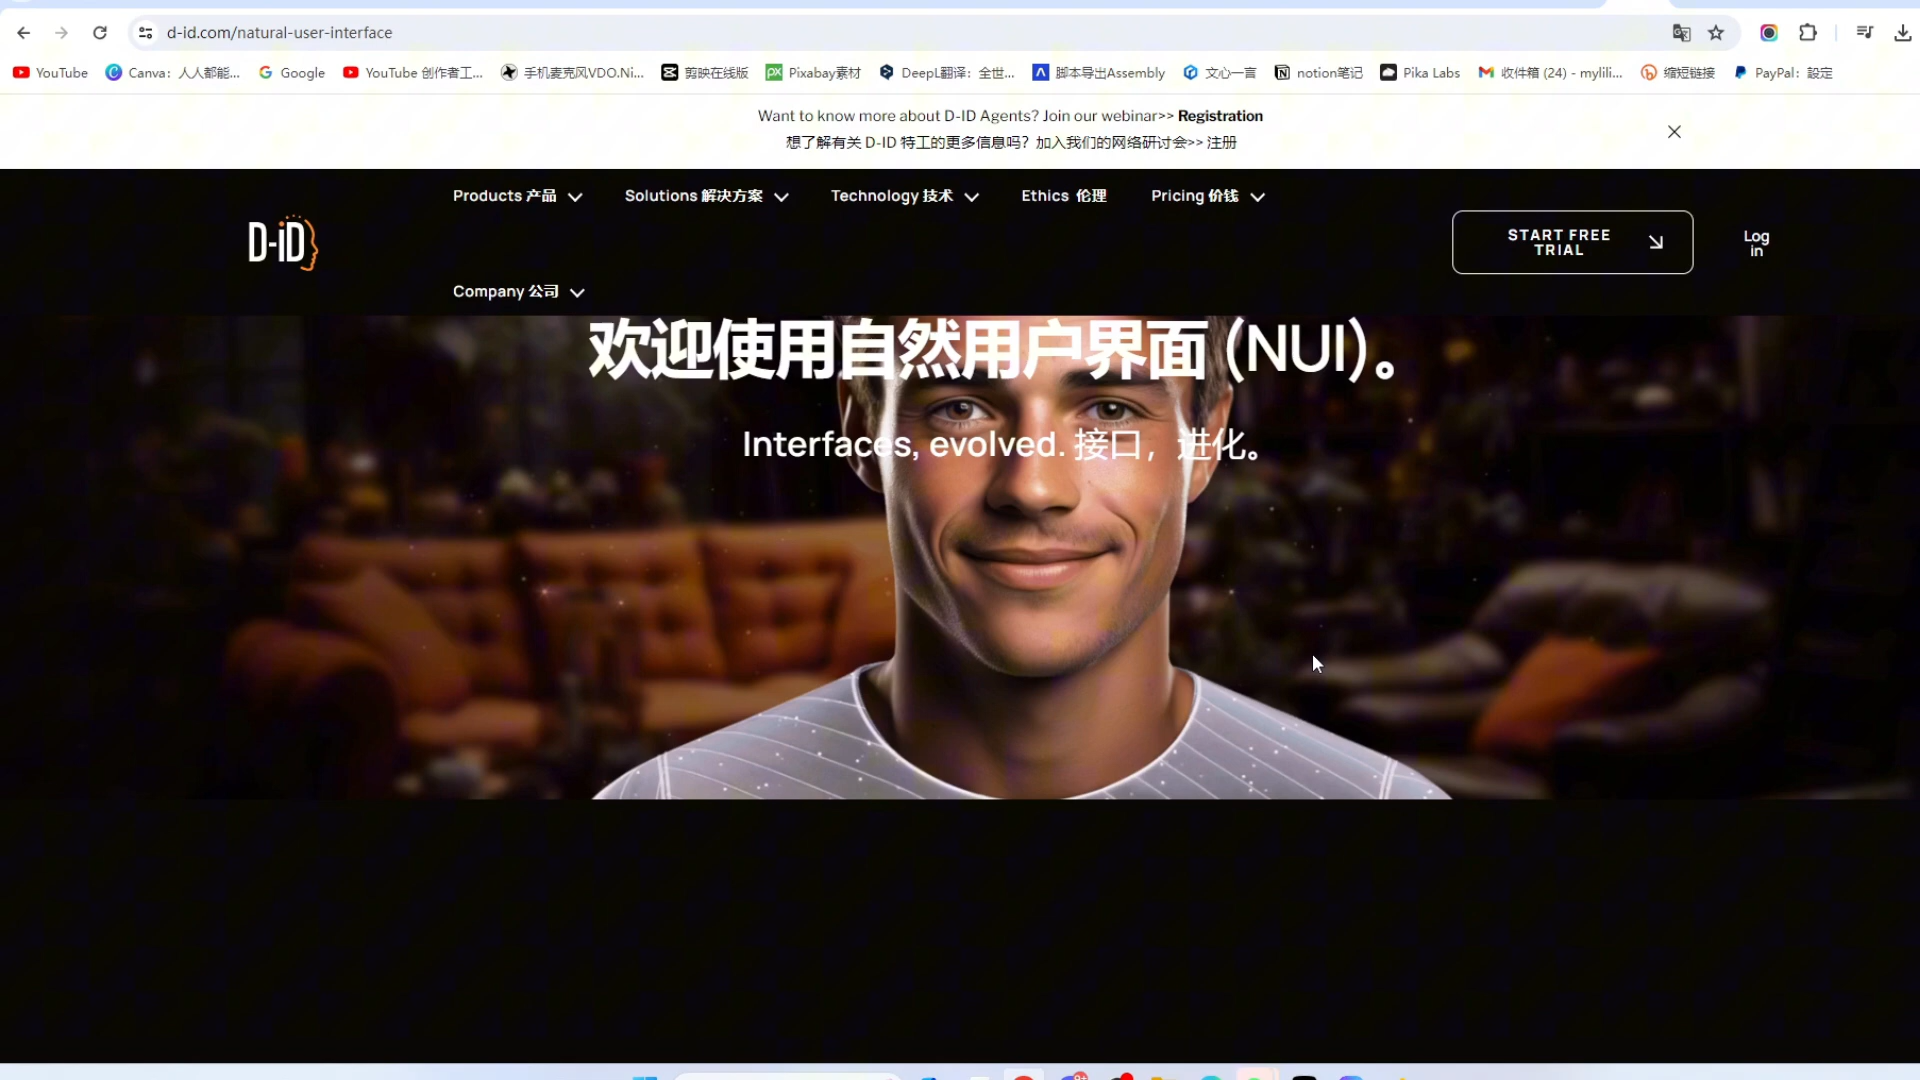 d-id.com/natural-user-interface
YouTube
Canva：人人都能...
Google
YouTube 创作者工...
手机麦克风VDO.Ni...
剪映在线版
Pixabay素材
DeepL翻译：全世...
脚本导出Assembly
文心一言
notion笔记
Pika Labs
收件箱 (24) - mylili...
缩短链接
PayPal：設定
Want to know more about D-ID Agents? Join our webinar>> Registration
想了解有关 D-ID 特工的更多信息吗？加入我们的网络研讨会>> 注册
D-iD
Products 产品
Solutions 解决方案
Technology 技术
Ethics 伦理
Pricing 价钱
Company 公司
START FREE
TRIAL
Log
in
欢迎使用自然用户界面 (NUI)。
Interfaces, evolved. 接口，进化。